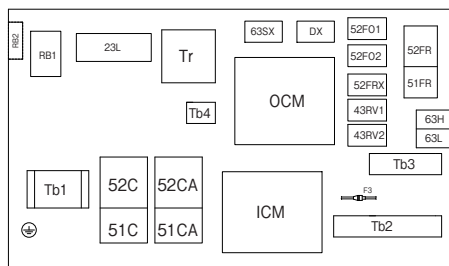 RB2
RB1
23L
Tr
63SX
DX
52FO1
52FR
52FO2
OCM
52FRX
51FR
Tb4
43RV1
43RV2
63H
63L
Tb3
Tb1
52C
52CA
ICM
F3
51C
51CA
Tb2